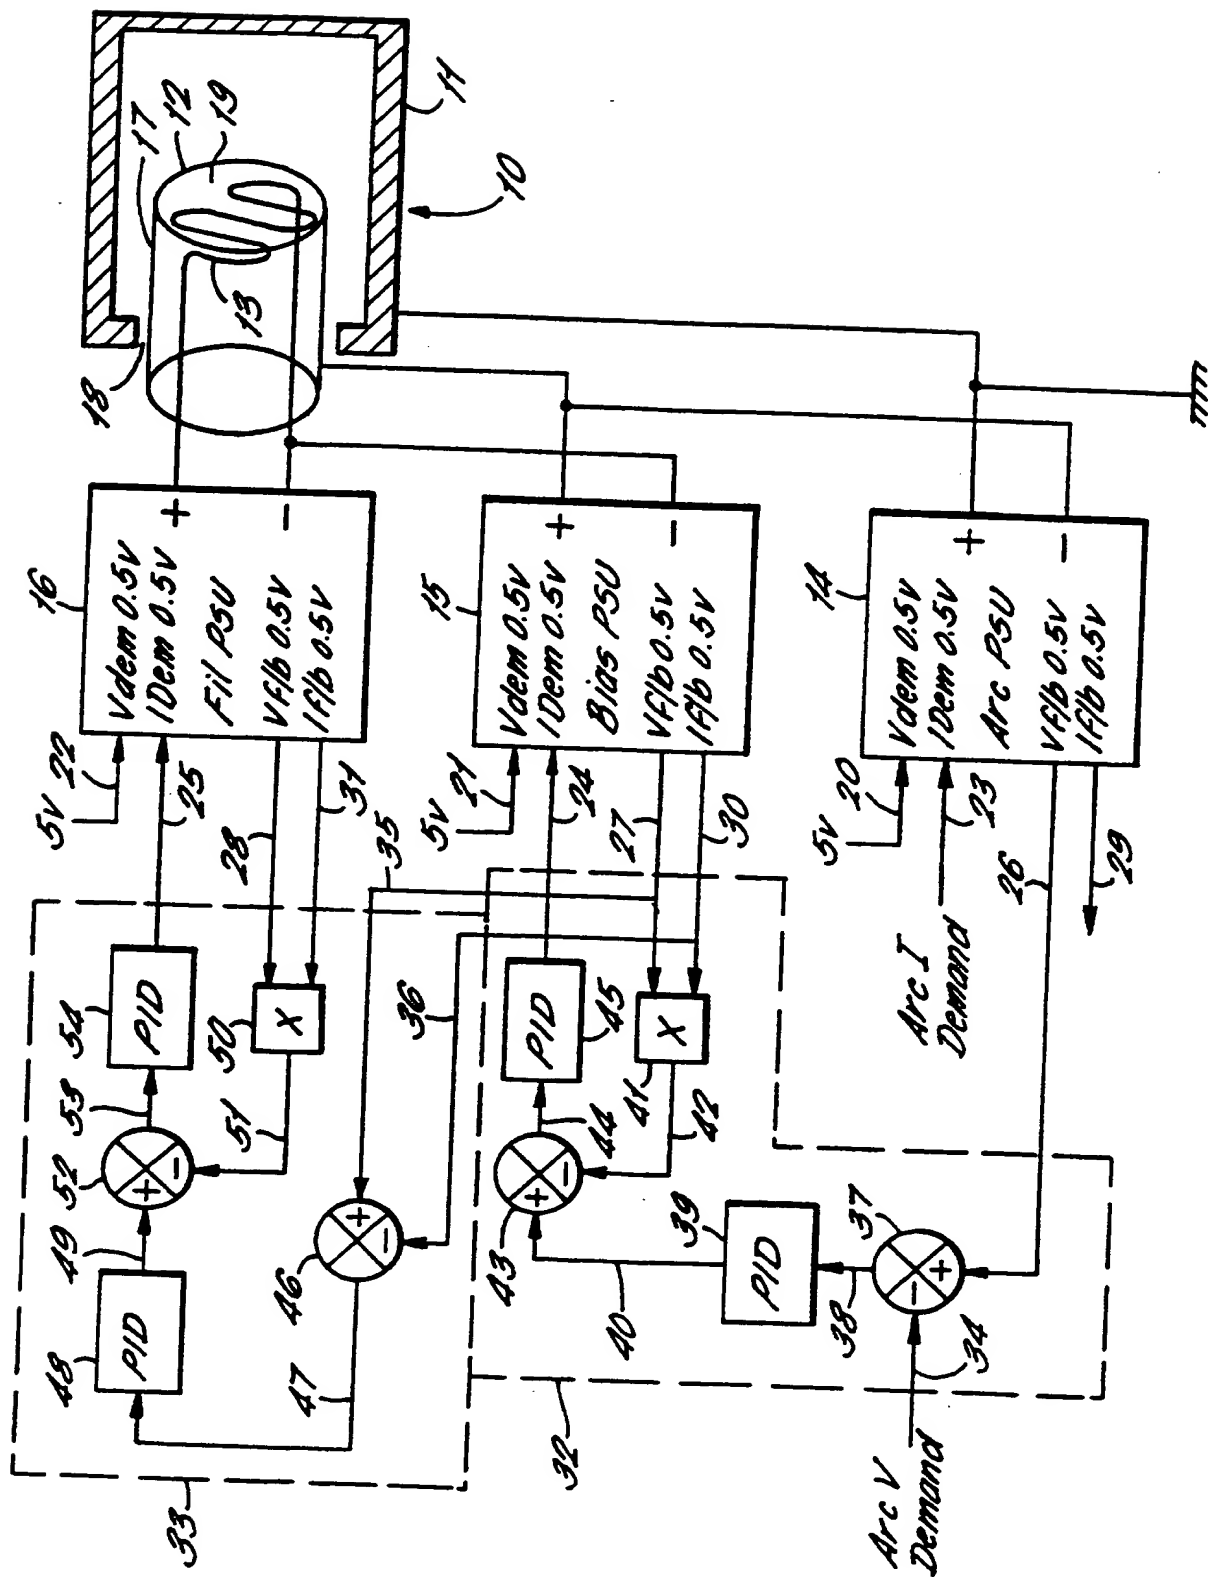 17
12
19
11
10
13
18
16
Vdem 0.5V
IDem 0.5V
Fil PSU
VF/b 0.5V
IF/b 0.5V
+
−
5V
22
25
28
31
35
15
Vdem 0.5V
IDem 0.5V
Bias PSU
VF/b 0.5V
IF/b 0.5V
+
−
5V
21
24
27
30
14
Vdem 0.5V
IDem 0.5V
Arc PSU
VF/b 0.5V
IF/b 0.5V
+
−
5V
20
23
26
29
Arc I
Demand
54
PID
53
52
+
−
49
48
PID
50
X
51
46
+
−
47
36
33
45
PID
44
43
+
−
41
X
42
40
39
PID
38
37
+
−
34
32
Arc V
Demand